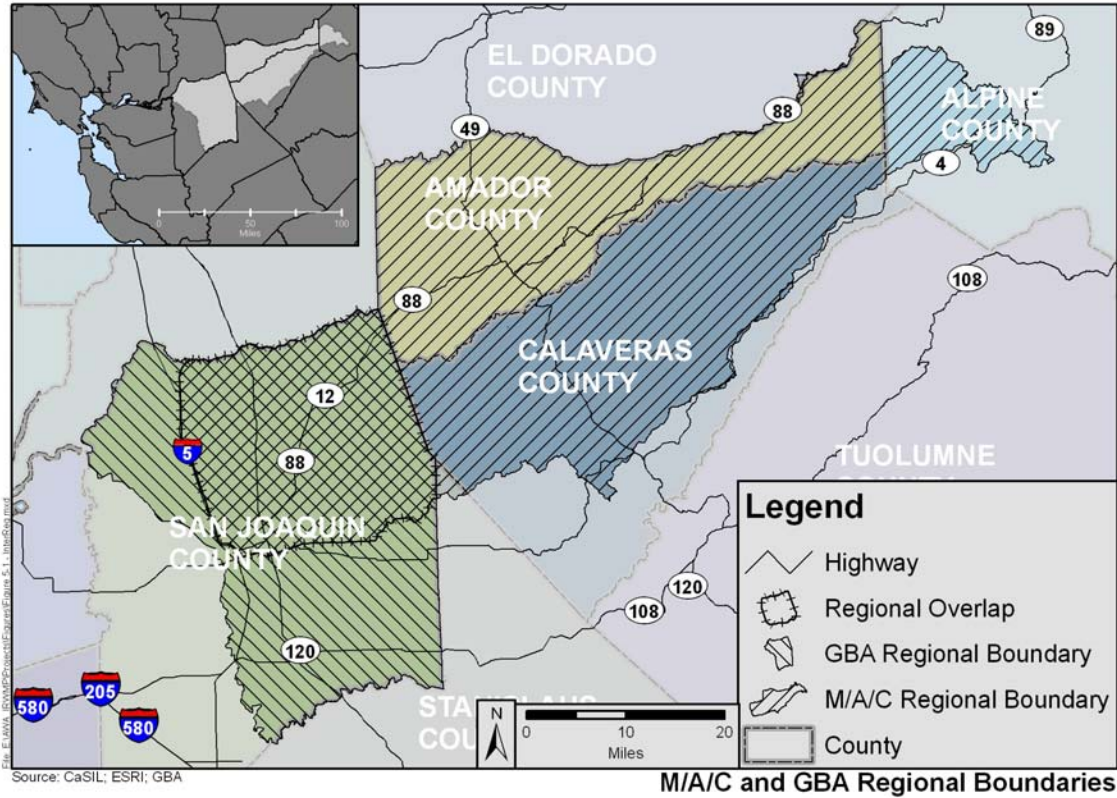 EL DORADO
COUNTY
89
ALPINE
COUNTY
88
49
4
AMADOR
COUNTY
0 50 100
Miles
108
88
CALAVERAS
COUNTY
12
5
88
TUOLUMNE
COUNTY
SAN JOAQUIN
COUNTY
120
108
120
205
580
580
STANISLAUS
N
0 10 20
Miles
Legend
Highway
Regional Overlap
GBA Regional Boundary
M/A/C Regional Boundary
County
Source: CaSIL; ESRI; GBA
M/A/C and GBA Regional Boundaries